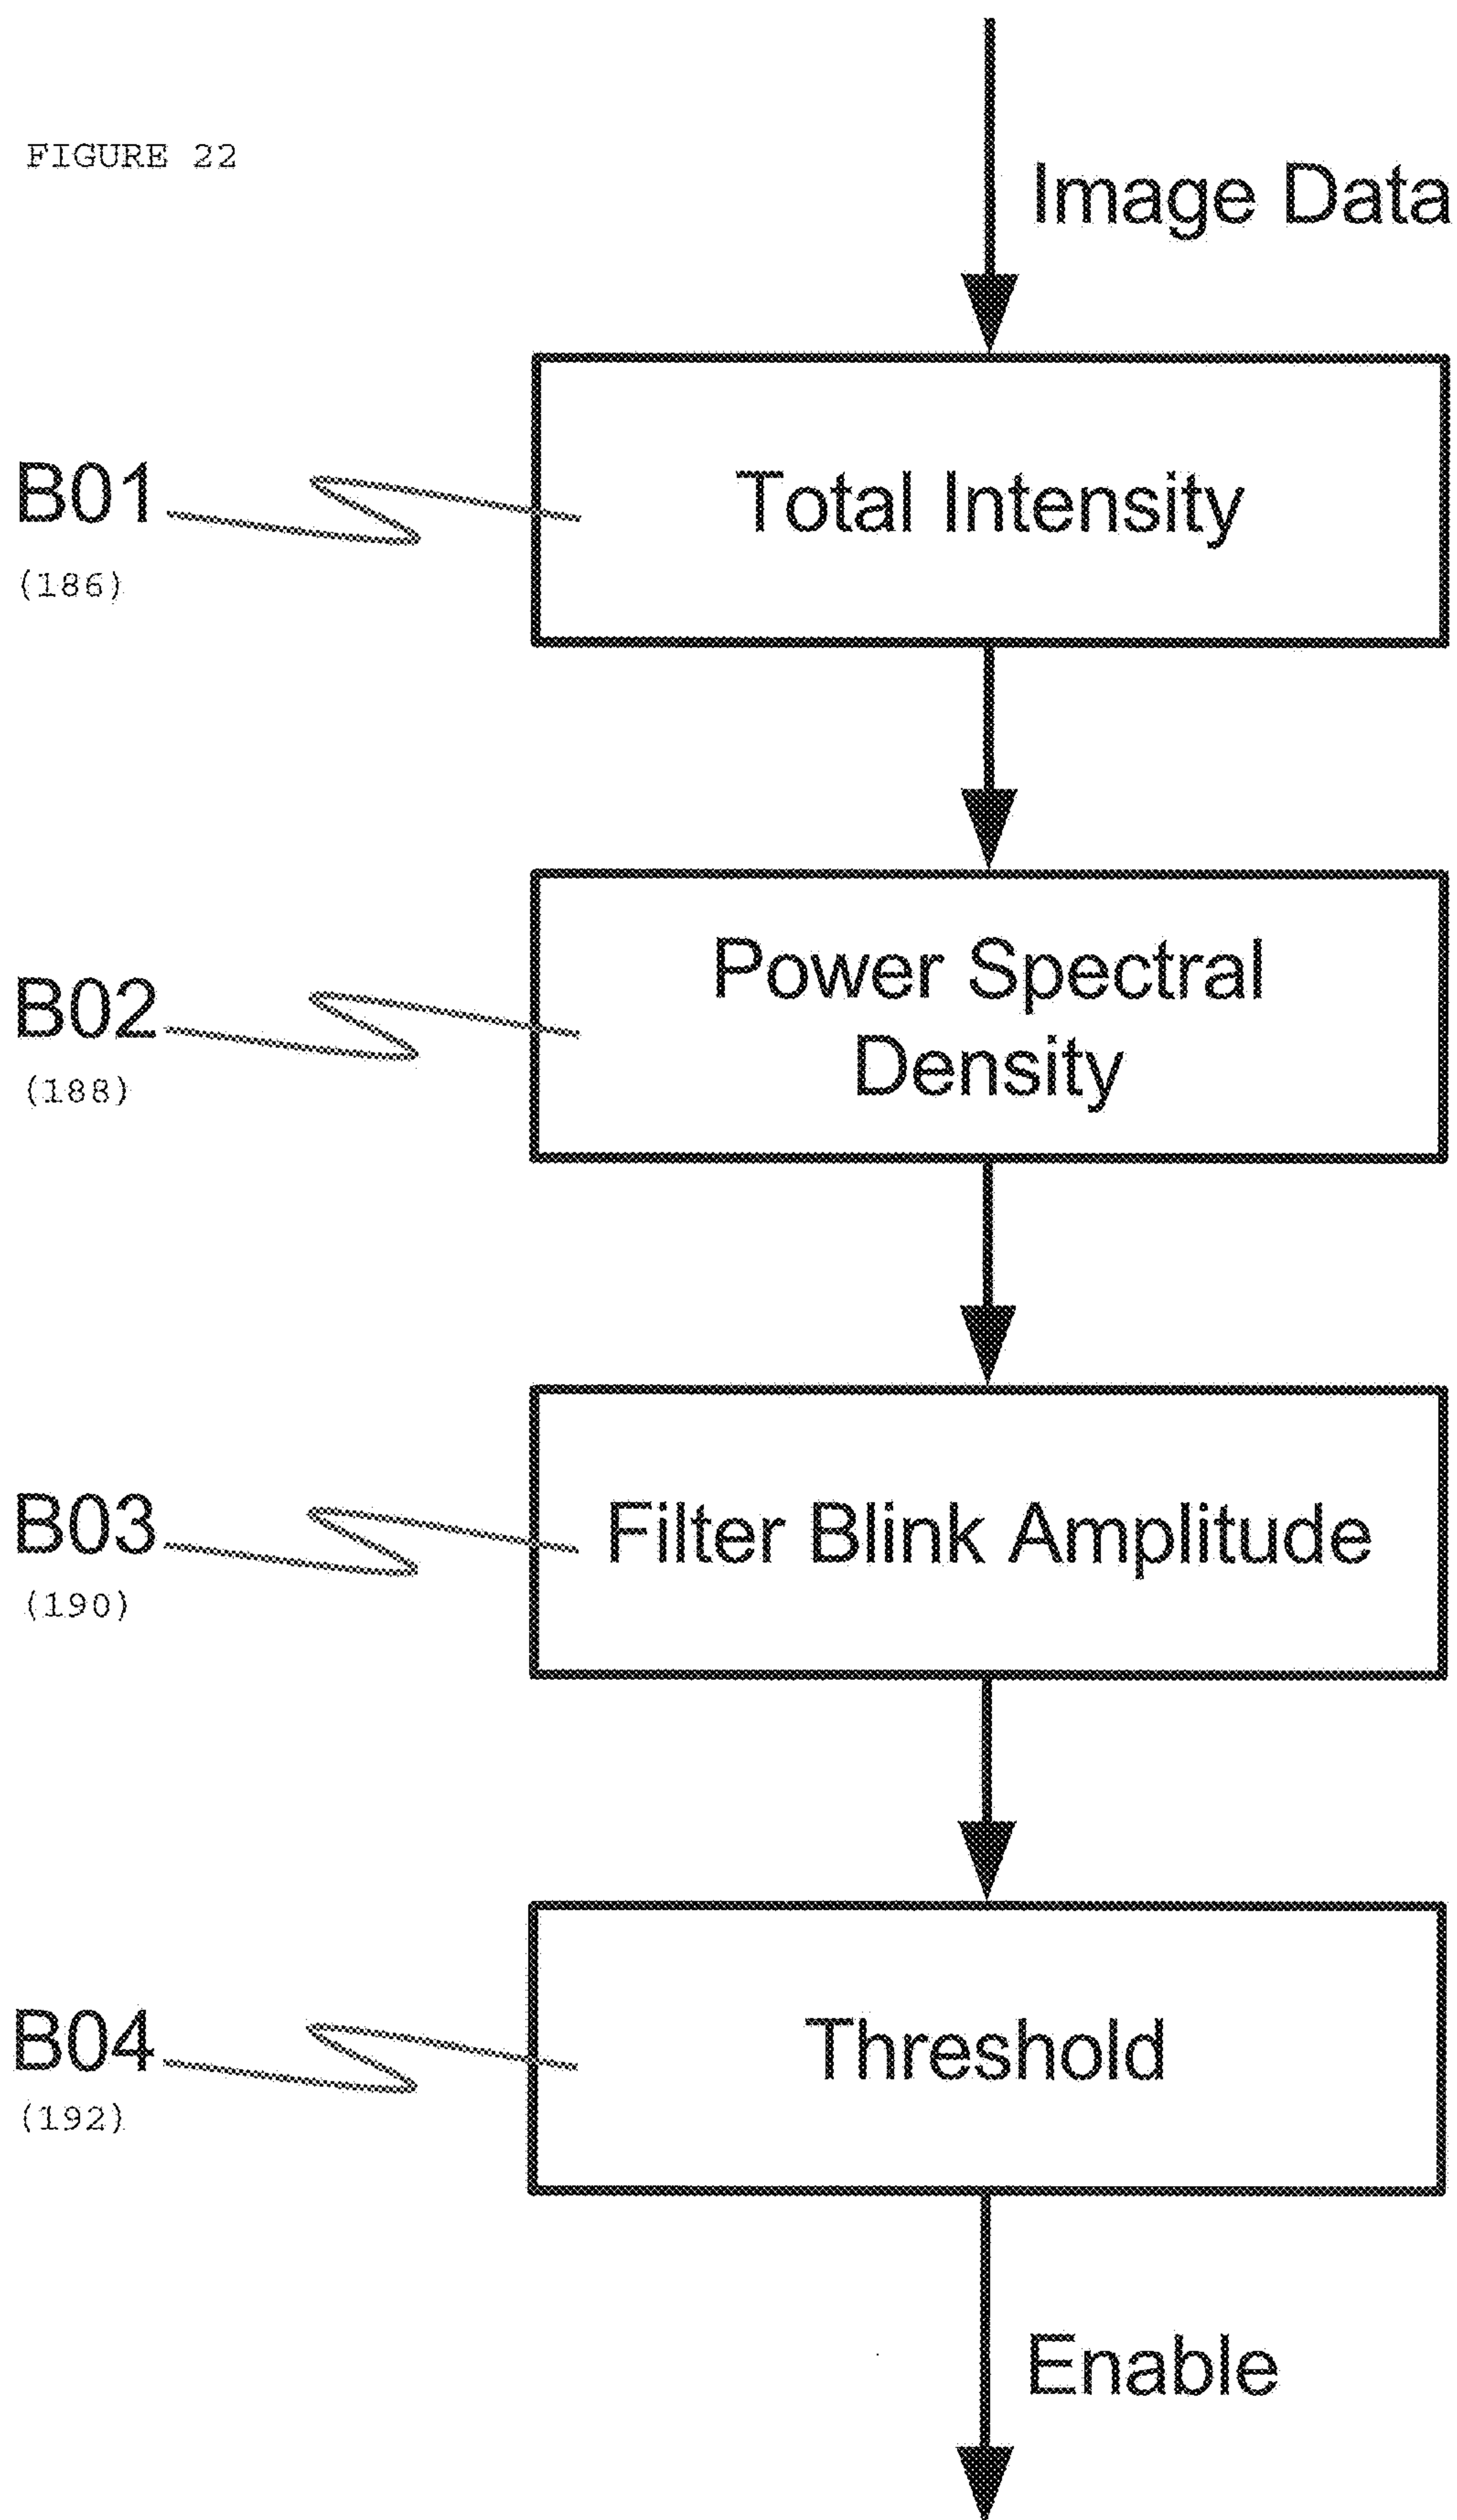 FIGURE 22
Image Data
B01
(186)
Total Intensity
B02
(188)
Power Spectral
Density
B03
(190)
Filter Blink Amplitude
B04
(192)
Threshold
Enable